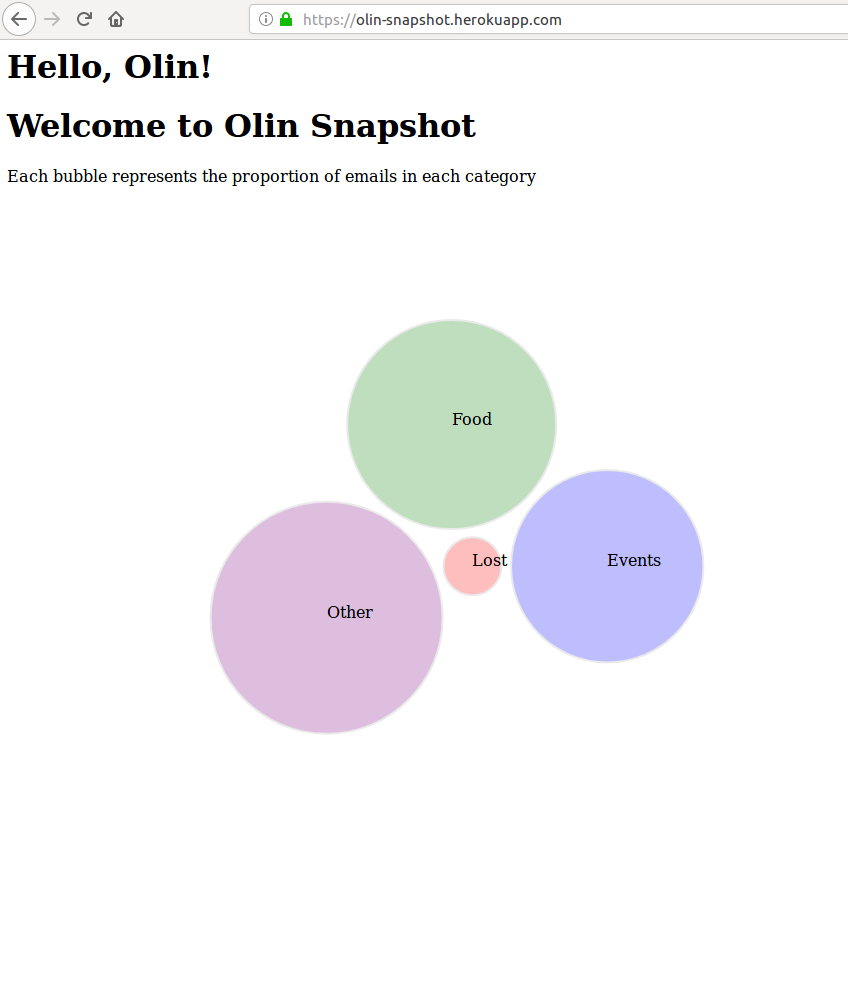 https://olin-snapshot.herokuapp.com
Hello, Olin!
Welcome to Olin Snapshot
Each bubble represents the proportion of emails in each category
Food
Lost
Events
Other